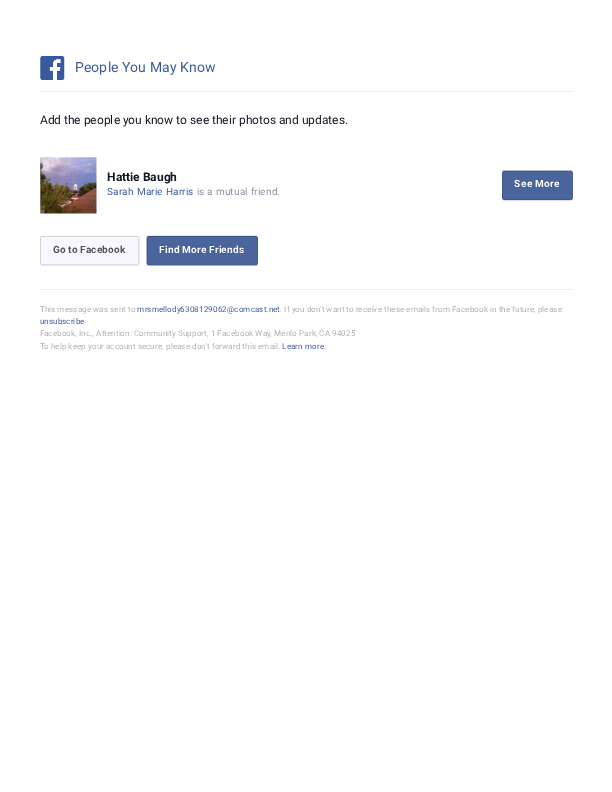 People You May Know
Add the people you know to see their photos and updates.
Hattie Baugh
Sarah Marie Harris is a mutual friend.
See More
Go to Facebook
Find More Friends
This message was sent to mrsmellody6308129062@comcast.net. If you don't want to receive these emails from Facebook in the future, please
unsubscribe.
Facebook, Inc., Attention: Community Support, 1 Facebook Way, Menlo Park, CA 94025
To help keep your account secure, please don't forward this email. Learn more.